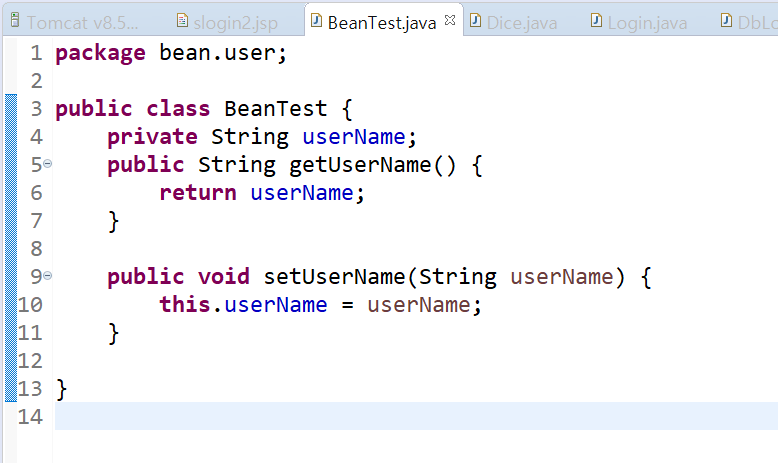 Tomcat v8.5... slogin2.jsp BeanTest.java Dice.java Login.java DbLo
1 package bean.user;
2
3 public class BeanTest {
4     private String userName;
5     public String getUserName() {
6         return userName;
7     }
8
9     public void setUserName(String userName) {
10         this.userName = userName;
11     }
12
13 }
14